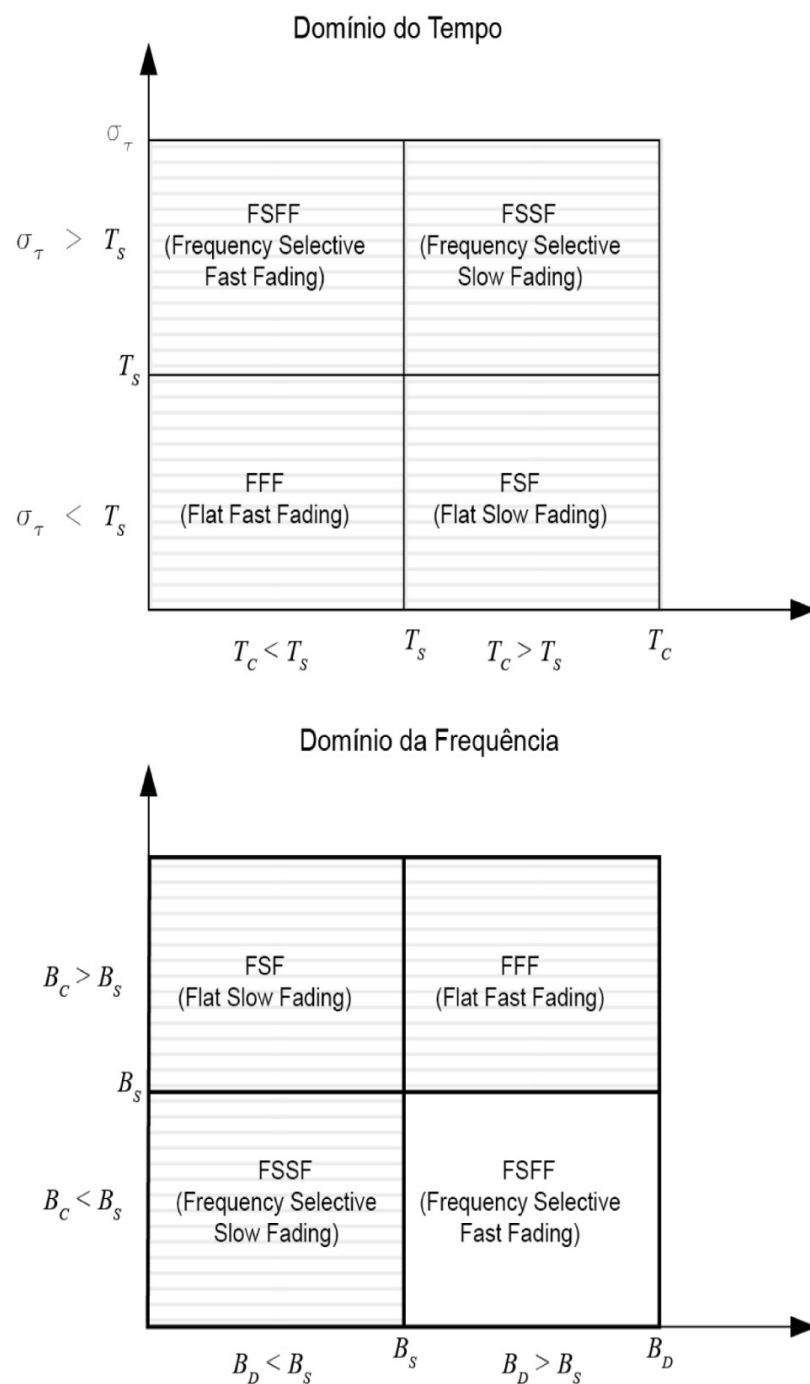 Domínio do Tempo
σ_τ
FSFF
(Frequency Selective
Fast Fading)
FSSF
(Frequency Selective
Slow Fading)
σ_τ > T_s
T_s
FFF
(Flat Fast Fading)
FSF
(Flat Slow Fading)
σ_τ < T_s
T_C < T_s
T_s
T_C > T_s
T_C
Domínio da Frequência
FSF
(Flat Slow Fading)
FFF
(Flat Fast Fading)
B_C > B_s
B_s
FSSF
(Frequency Selective
Slow Fading)
FSFF
(Frequency Selective
Fast Fading)
B_C < B_s
B_D < B_s
B_s
B_D > B_s
B_D